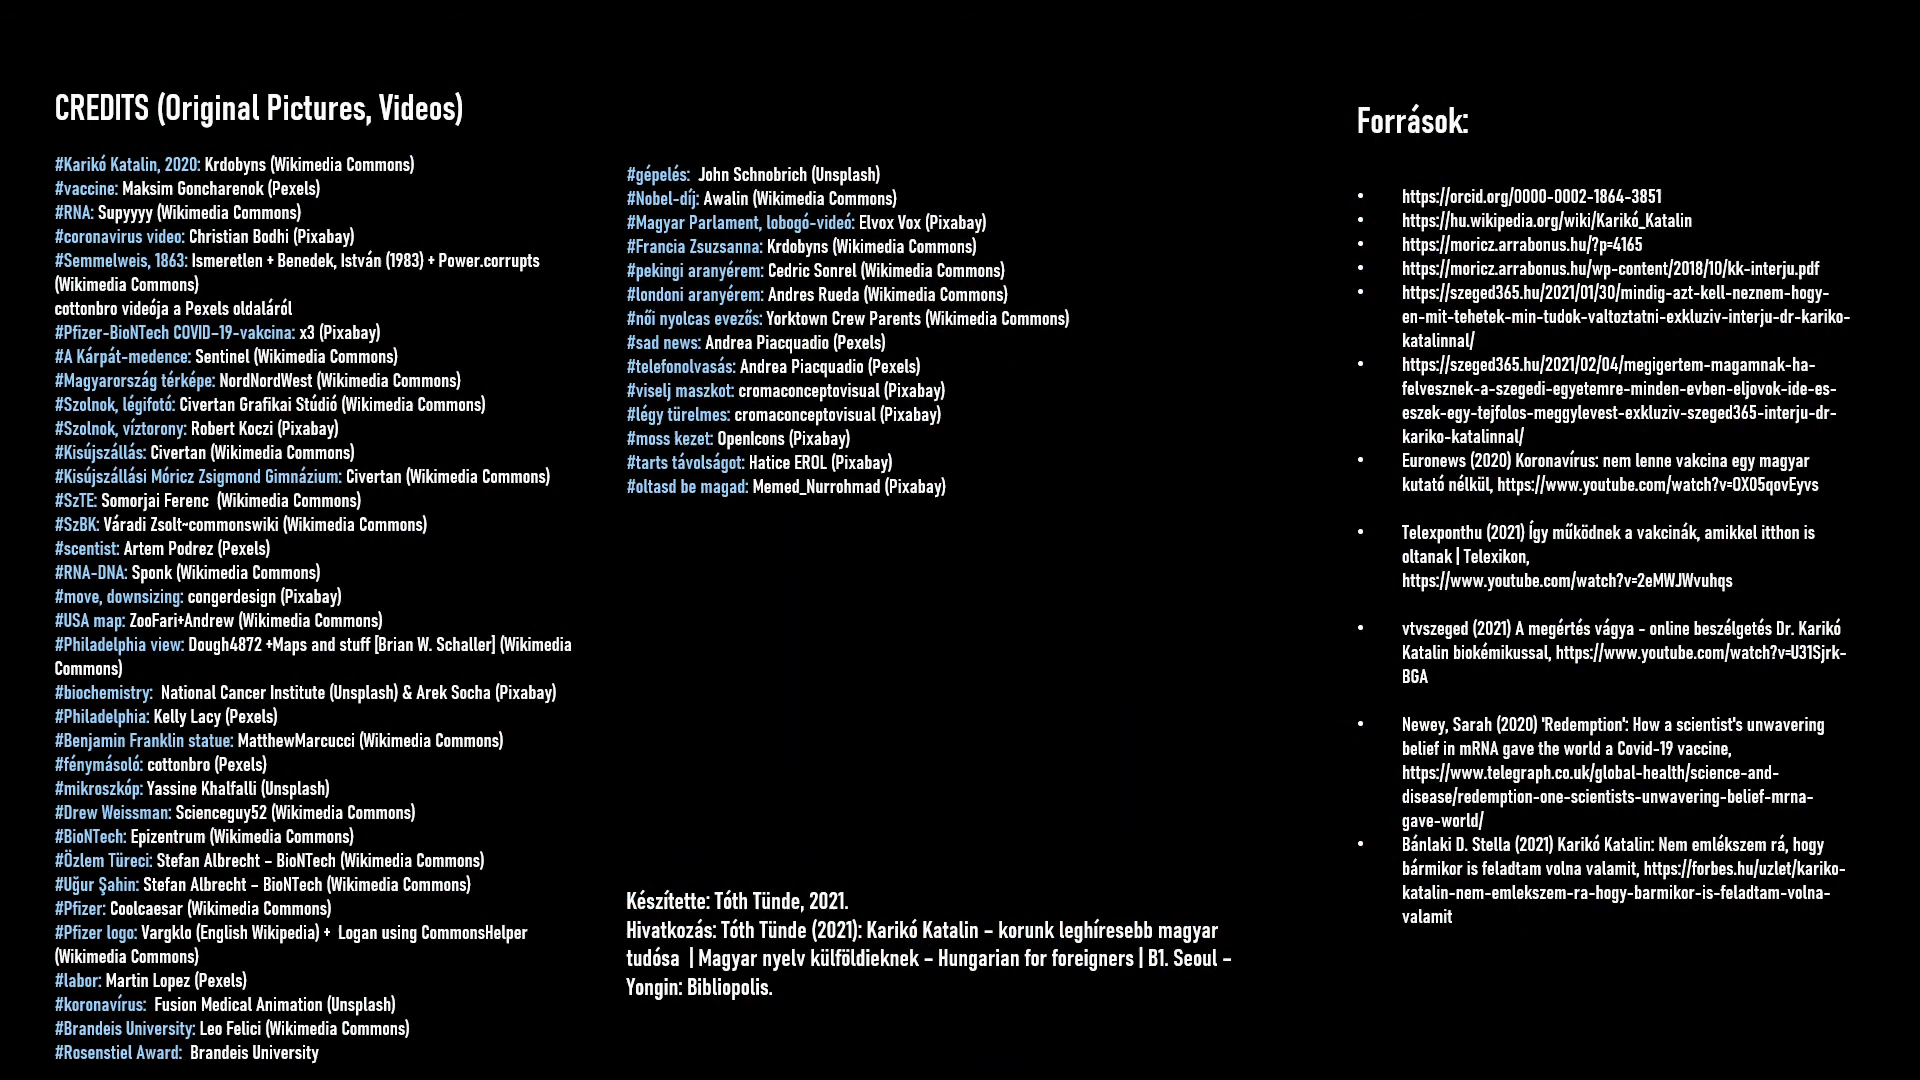 CREDITS (Original Pictures, Videos)
#Karikó Katalin, 2020: Krdobyns (Wikimedia Commons)
#vaccine: Maksim Goncharenok (Pexels)
#RNA: Supyyyy (Wikimedia Commons)
#coronavirus video: Christian Bodhi (Pixabay)
#Semmelweis, 1863: Ismeretlen + Benedek, István (1983) + Power.corrupts
(Wikimedia Commons)
cottonbro videója a Pexels oldaláról
#Pfizer-BioNTech COVID-19-vakcina: x3 (Pixabay)
#A Kárpát-medence: Sentinel (Wikimedia Commons)
#Magyarország térképe: NordNordWest (Wikimedia Commons)
#Szolnok, légifotó: Civertan Grafikai Stúdió (Wikimedia Commons)
#Szolnok, víztorony: Robert Koczi (Pixabay)
#Kisújszállás: Civertan (Wikimedia Commons)
#Kisújszállási Móricz Zsigmond Gimnázium: Civertan (Wikimedia Commons)
#SzTE: Somorjai Ferenc (Wikimedia Commons)
#SzBK: Váradi Zsolt~commonswiki (Wikimedia Commons)
#scentist: Artem Podrez (Pexels)
#RNA-DNA: Sponk (Wikimedia Commons)
#move, downsizing: congerdesign (Pixabay)
#USA map: ZooFari+Andrew (Wikimedia Commons)
#Philadelphia view: Dough4872 +Maps and stuff [Brian W. Schaller] (Wikimedia
Commons)
#biochemistry: National Cancer Institute (Unsplash) & Arek Socha (Pixabay)
#Philadelphia: Kelly Lacy (Pexels)
#Benjamin Franklin statue: MatthewMarcucci (Wikimedia Commons)
#fénymásoló: cottonbro (Pexels)
#mikroszkóp: Yassine Khalfalli (Unsplash)
#Drew Weissman: Scienceguy52 (Wikimedia Commons)
#BioNTech: Epizentrum (Wikimedia Commons)
#Özlem Türeci: Stefan Albrecht – BioNTech (Wikimedia Commons)
#Uğur Şahin: Stefan Albrecht – BioNTech (Wikimedia Commons)
#Pfizer: Coolcaesar (Wikimedia Commons)
#Pfizer logo: Vargklo (English Wikipedia) + Logan using CommonsHelper
(Wikimedia Commons)
#labor: Martin Lopez (Pexels)
#koronavírus: Fusion Medical Animation (Unsplash)
#Brandeis University: Leo Felici (Wikimedia Commons)
#Rosenstiel Award: Brandeis University
#gépelés: John Schnobrich (Unsplash)
#Nobel-díj: Awalin (Wikimedia Commons)
#Magyar Parlament, lobogó-videó: Elvox Vox (Pixabay)
#Francia Zsuzsanna: Krdobyns (Wikimedia Commons)
#pekingi aranyérem: Cedric Sonrel (Wikimedia Commons)
#londoni aranyérem: Andres Rueda (Wikimedia Commons)
#női nyolcas evezős: Yorktown Crew Parents (Wikimedia Commons)
#sad news: Andrea Piacquadio (Pexels)
#telefonolvasás: Andrea Piacquadio (Pexels)
#viselj maszkot: cromaconceptovisual (Pixabay)
#légy türelmes: cromaconceptovisual (Pixabay)
#moss kezet: OpenIcons (Pixabay)
#tarts távolságot: Hatice EROL (Pixabay)
#oltasd be magad: Memed_Nurrohmad (Pixabay)
Készítette: Tóth Tünde, 2021.
Hivatkozás: Tóth Tünde (2021): Karikó Katalin – korunk leghíresebb magyar
tudósa | Magyar nyelv külföldieknek – Hungarian for foreigners | B1. Seoul –
Yongin: Bibliopolis.
Források:
• https://orcid.org/0000-0002-1864-3851
• https://hu.wikipedia.org/wiki/Karikó_Katalin
• https://moricz.arrabonus.hu/?p=4165
• https://moricz.arrabonus.hu/wp-content/2018/10/kk-interju.pdf
• https://szeged365.hu/2021/01/30/mindig-azt-kell-neznem-hogy-
en-mit-tehetek-min-tudok-valtoztatni-exkluziv-interju-dr-kariko-
katalinnal/
• https://szeged365.hu/2021/02/04/megigertem-magamnak-ha-
felvesznek-a-szegedi-egyetemre-minden-evben-eljovok-ide-es-
eszek-egy-tejfolos-meggylevest-exkluziv-szeged365-interju-dr-
kariko-katalinnal/
• Euronews (2020) Koronavírus: nem lenne vakcina egy magyar
kutató nélkül, https://www.youtube.com/watch?v=OXO5qovEyvs
• Telexponthu (2021) Így működnek a vakcinák, amikkel itthon is
oltanak | Telexikon,
https://www.youtube.com/watch?v=2eMWJWvuhqs
• vtvszeged (2021) A megértés vágya - online beszélgetés Dr. Karikó
Katalin biokémikussal, https://www.youtube.com/watch?v=U31Sjrk-
BGA
• Newey, Sarah (2020) 'Redemption': How a scientist's unwavering
belief in mRNA gave the world a Covid-19 vaccine,
https://www.telegraph.co.uk/global-health/science-and-
disease/redemption-one-scientists-unwavering-belief-mrna-
gave-world/
• Bánlaki D. Stella (2021) Karikó Katalin: Nem emlékszem rá, hogy
bármikor is feladtam volna valamit, https://forbes.hu/uzlet/kariko-
katalin-nem-emlekszem-ra-hogy-barmikor-is-feladtam-volna-
valamit